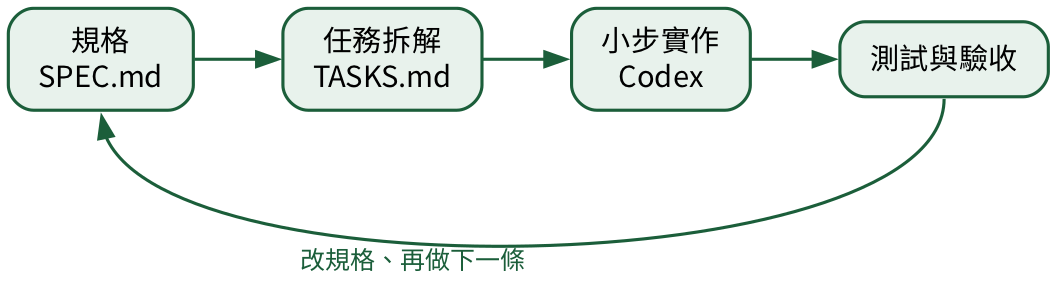 規格
SPEC.md
任務拆解
TASKS.md
小步實作
Codex
測試與驗收
改規格、再做下一條